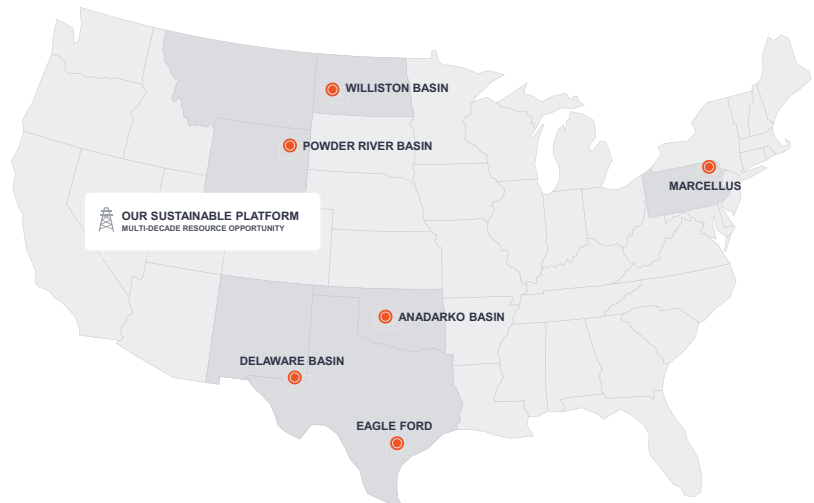 WILLISTON BASIN
POWDER RIVER BASIN
MARCELLUS
OUR SUSTAINABLE PLATFORM
MULTI-DECADE RESOURCE OPPORTUNITY
ANADARKO BASIN
DELAWARE BASIN
EAGLE FORD